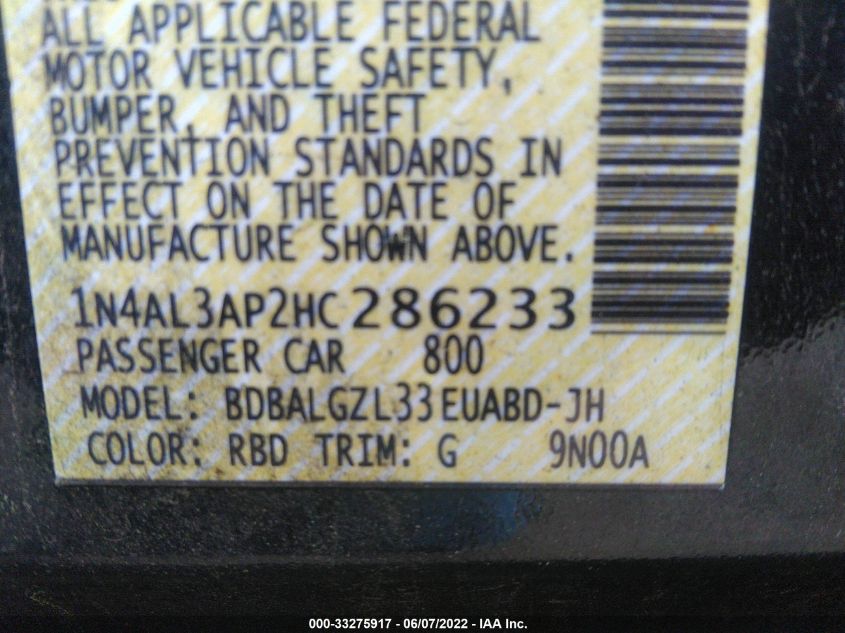 ALL APPLICABLE FEDERAL
MOTOR VEHICLE SAFETY,
BUMPER, AND THEFT
PREVENTION STANDARDS IN
EFFECT ON THE DATE OF
MANUFACTURE SHOWN ABOVE.
1N4AL3AP2HC286233
PASSENGER CAR 800
MODEL: BDBALGZL33EUABD-JH
COLOR: RBD TRIM: G 9N00A
000-33275917 - 06/07/2022 - IAA Inc.